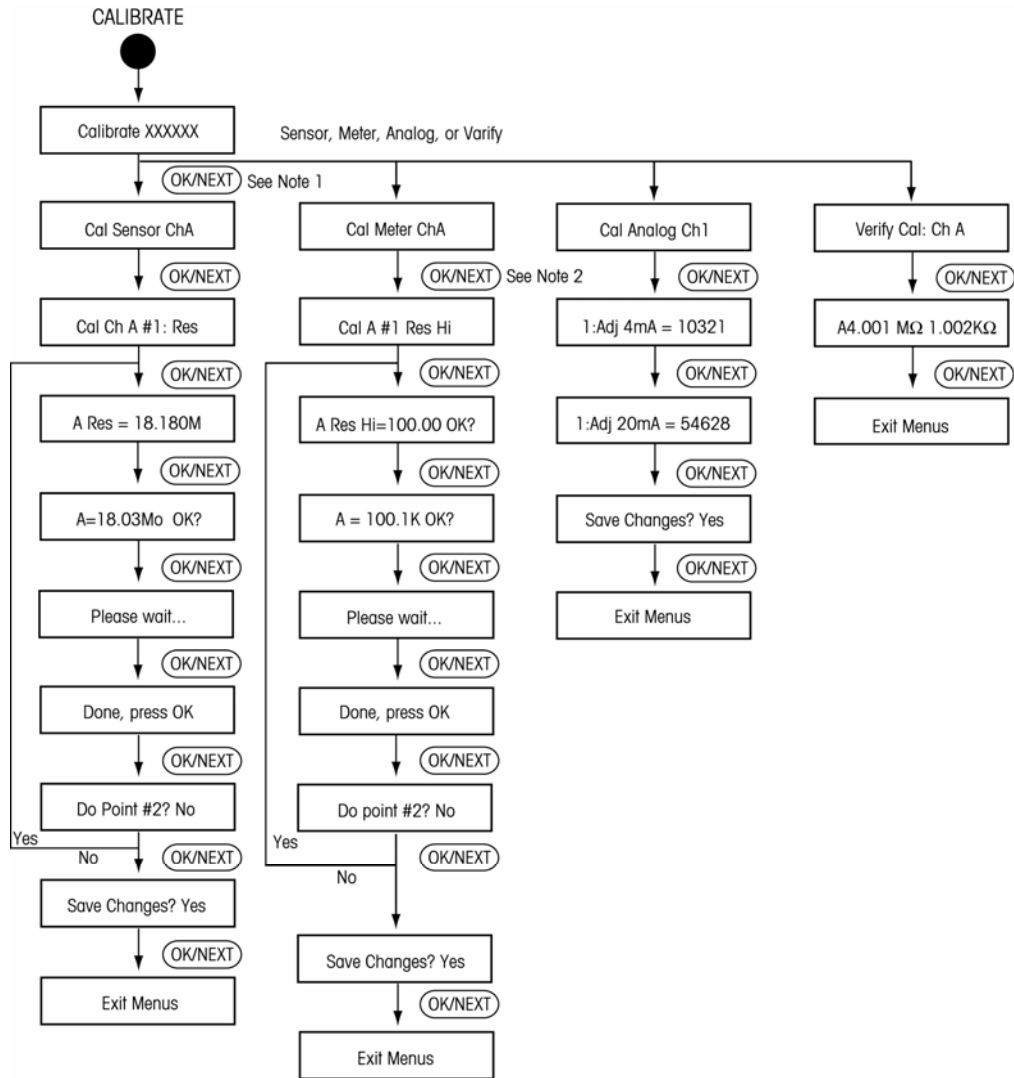 CALIBRATE
Calibrate XXXXXX
Sensor, Meter, Analog, or Varify
OK/NEXT See Note 1
Cal Sensor ChA
OK/NEXT
Cal Ch A #1: Res
OK/NEXT
A Res = 18.180M
OK/NEXT
A=18.03Mo OK?
OK/NEXT
Please wait...
OK/NEXT
Done, press OK
OK/NEXT
Do Point #2? No
Yes
No
OK/NEXT
Save Changes? Yes
OK/NEXT
Exit Menus
Cal Meter ChA
OK/NEXT See Note 2
Cal A #1 Res Hi
OK/NEXT
A Res Hi=100.00 OK?
OK/NEXT
A = 100.1K OK?
OK/NEXT
Please wait...
OK/NEXT
Done, press OK
OK/NEXT
Do point #2? No
Yes
OK/NEXT
No
Save Changes? Yes
OK/NEXT
Exit Menus
Cal Analog Ch1
OK/NEXT
1:Adj 4mA = 10321
OK/NEXT
1:Adj 20mA = 54628
OK/NEXT
Save Changes? Yes
OK/NEXT
Exit Menus
Verify Cal: Ch A
OK/NEXT
A4.001 MΩ 1.002KΩ
OK/NEXT
Exit Menus